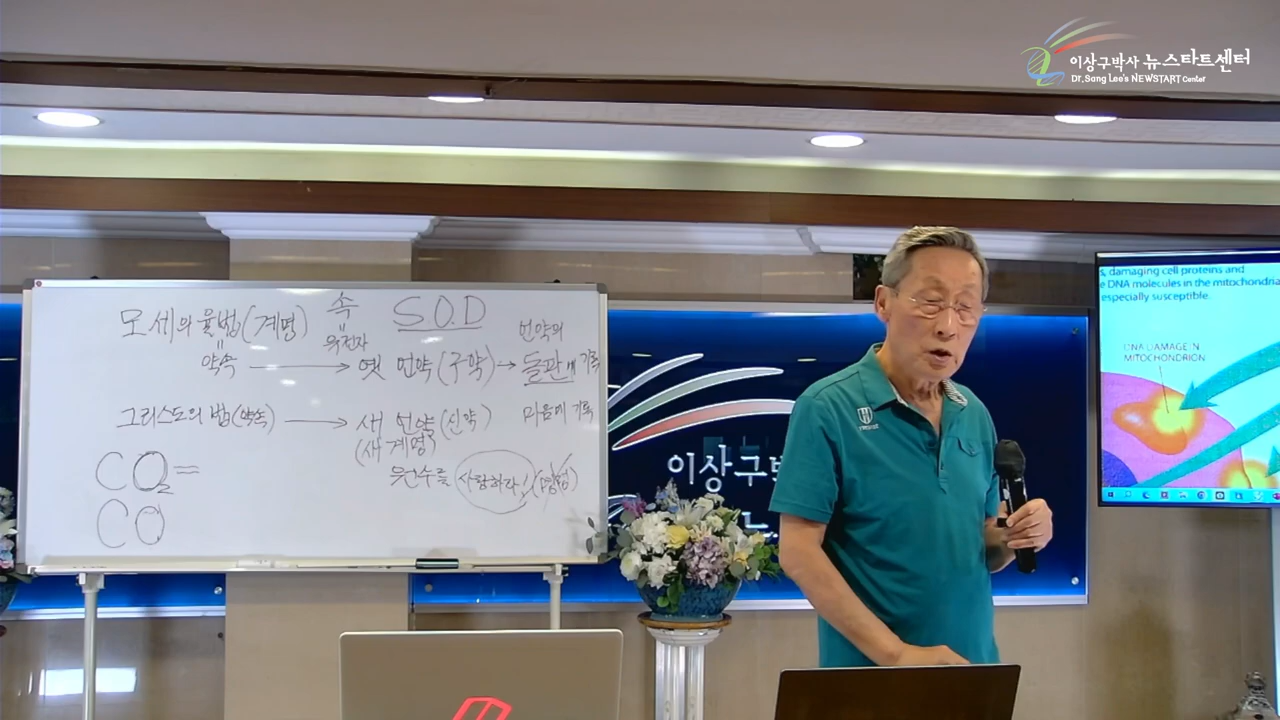 이상구박사 뉴스타트센터
Dr. Sang Lee's NEWSTART Center
모세의 율법(계명) 속 S.O.D 언약의
= 유전자
약속 → 옛 언약(구약) → 돌판에 기록
그리스도의 법(약속) → 새 언약(신약) 마음에 기록
(새 계명)
CO₂= 원수를 사랑하라!
CO
이상구
damaging cell proteins and
DNA molecules in the mitochondria
especially susceptible.
DNA DAMAGE IN
MITOCHONDRION